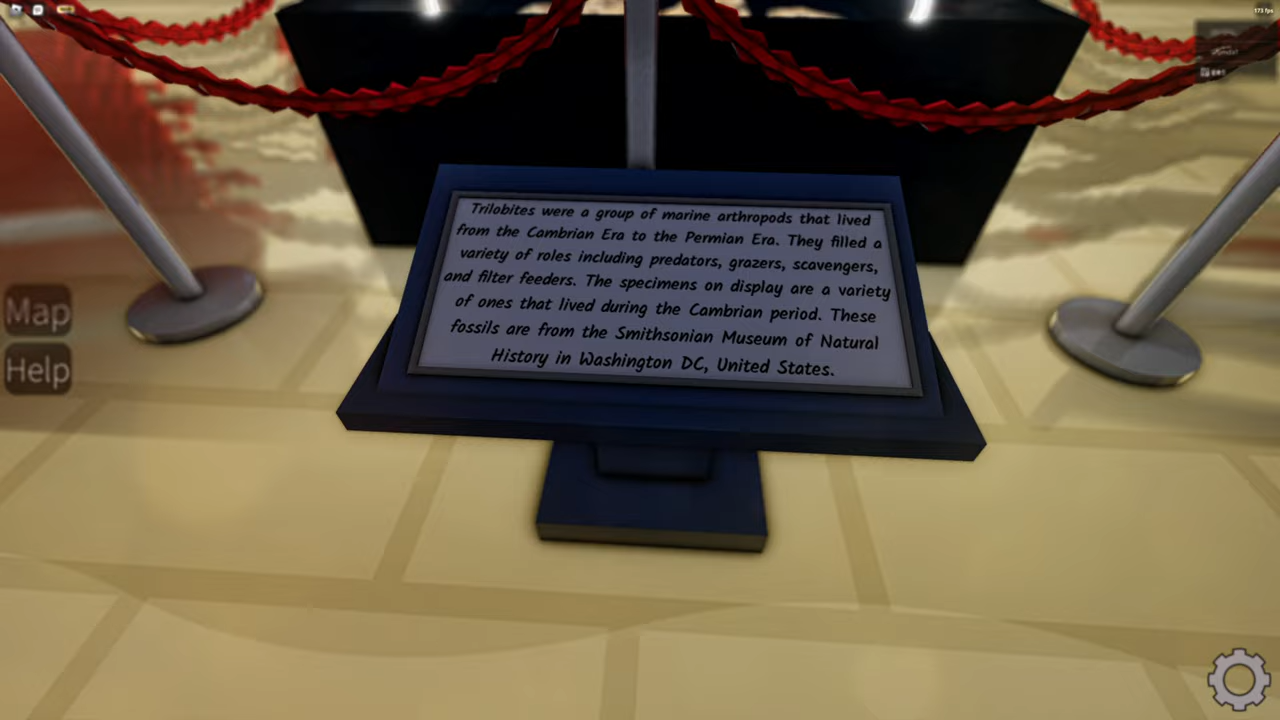 173 fps
Trilobites were a group of marine arthropods that lived
from the Cambrian Era to the Permian Era. They filled a
variety of roles including predators, grazers, scavengers,
and filter feeders. The specimens on display are a variety
of ones that lived during the Cambrian period. These
fossils are from the Smithsonian Museum of Natural
History in Washington DC, United States.
Map
Help